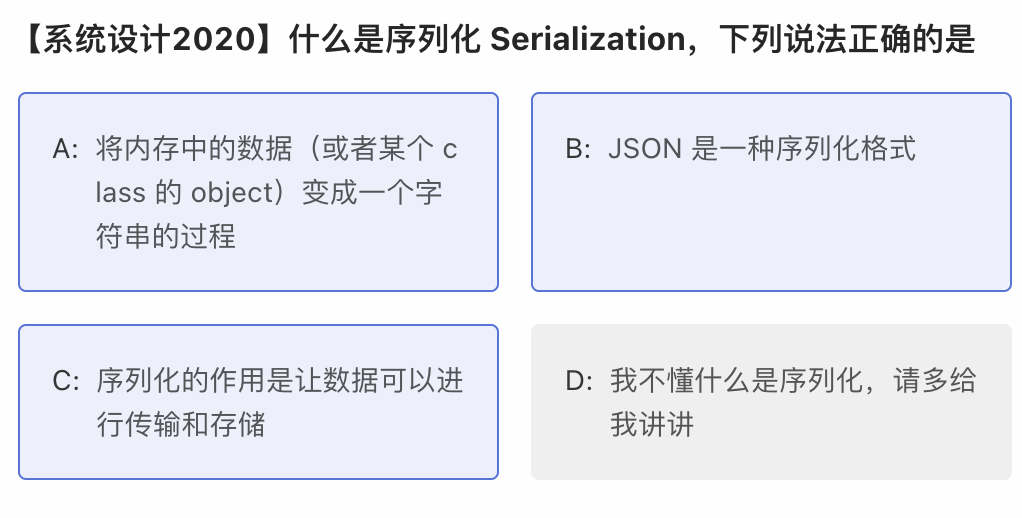 【系统设计2020】什么是序列化 Serialization，下列说法正确的是
A: 将内存中的数据（或者某个 c
lass 的 object）变成一个字
符串的过程
B: JSON 是一种序列化格式
C: 序列化的作用是让数据可以进
行传输和存储
D: 我不懂什么是序列化，请多给
我讲讲